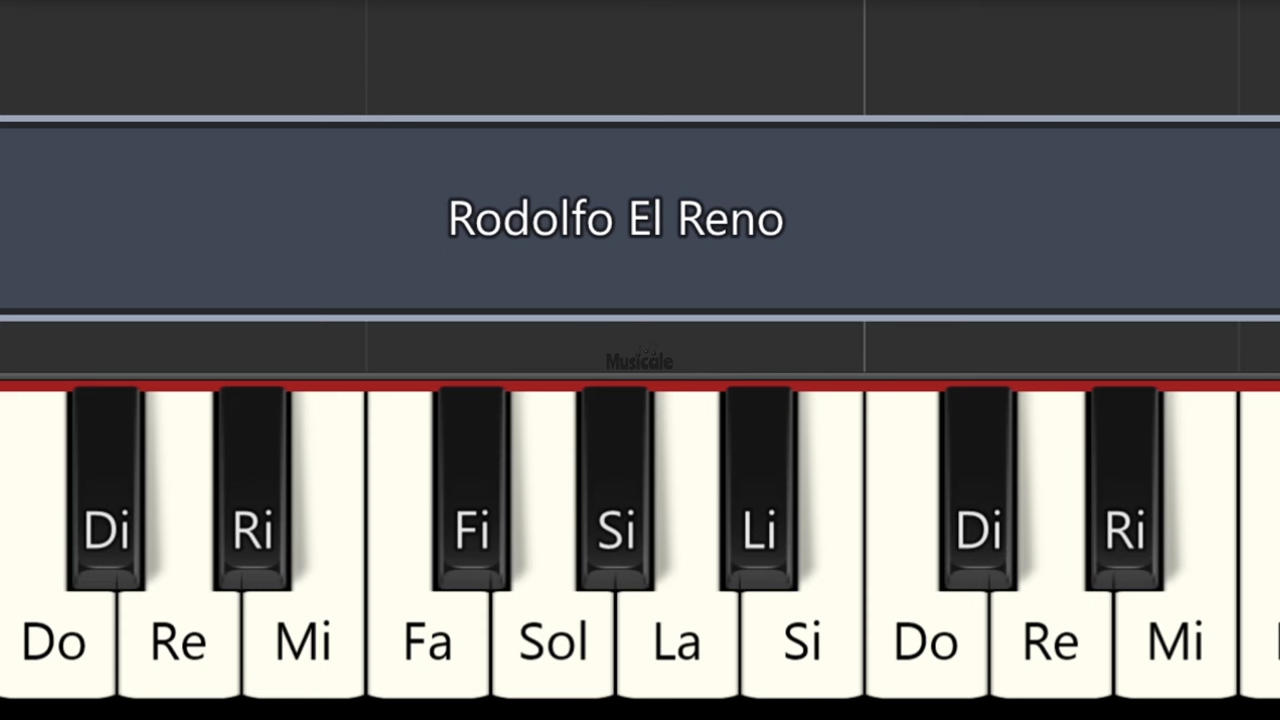 Rodolfo El Reno
Musicale
Di Ri Fi Si Li Di Ri
Do Re Mi Fa Sol La Si Do Re Mi